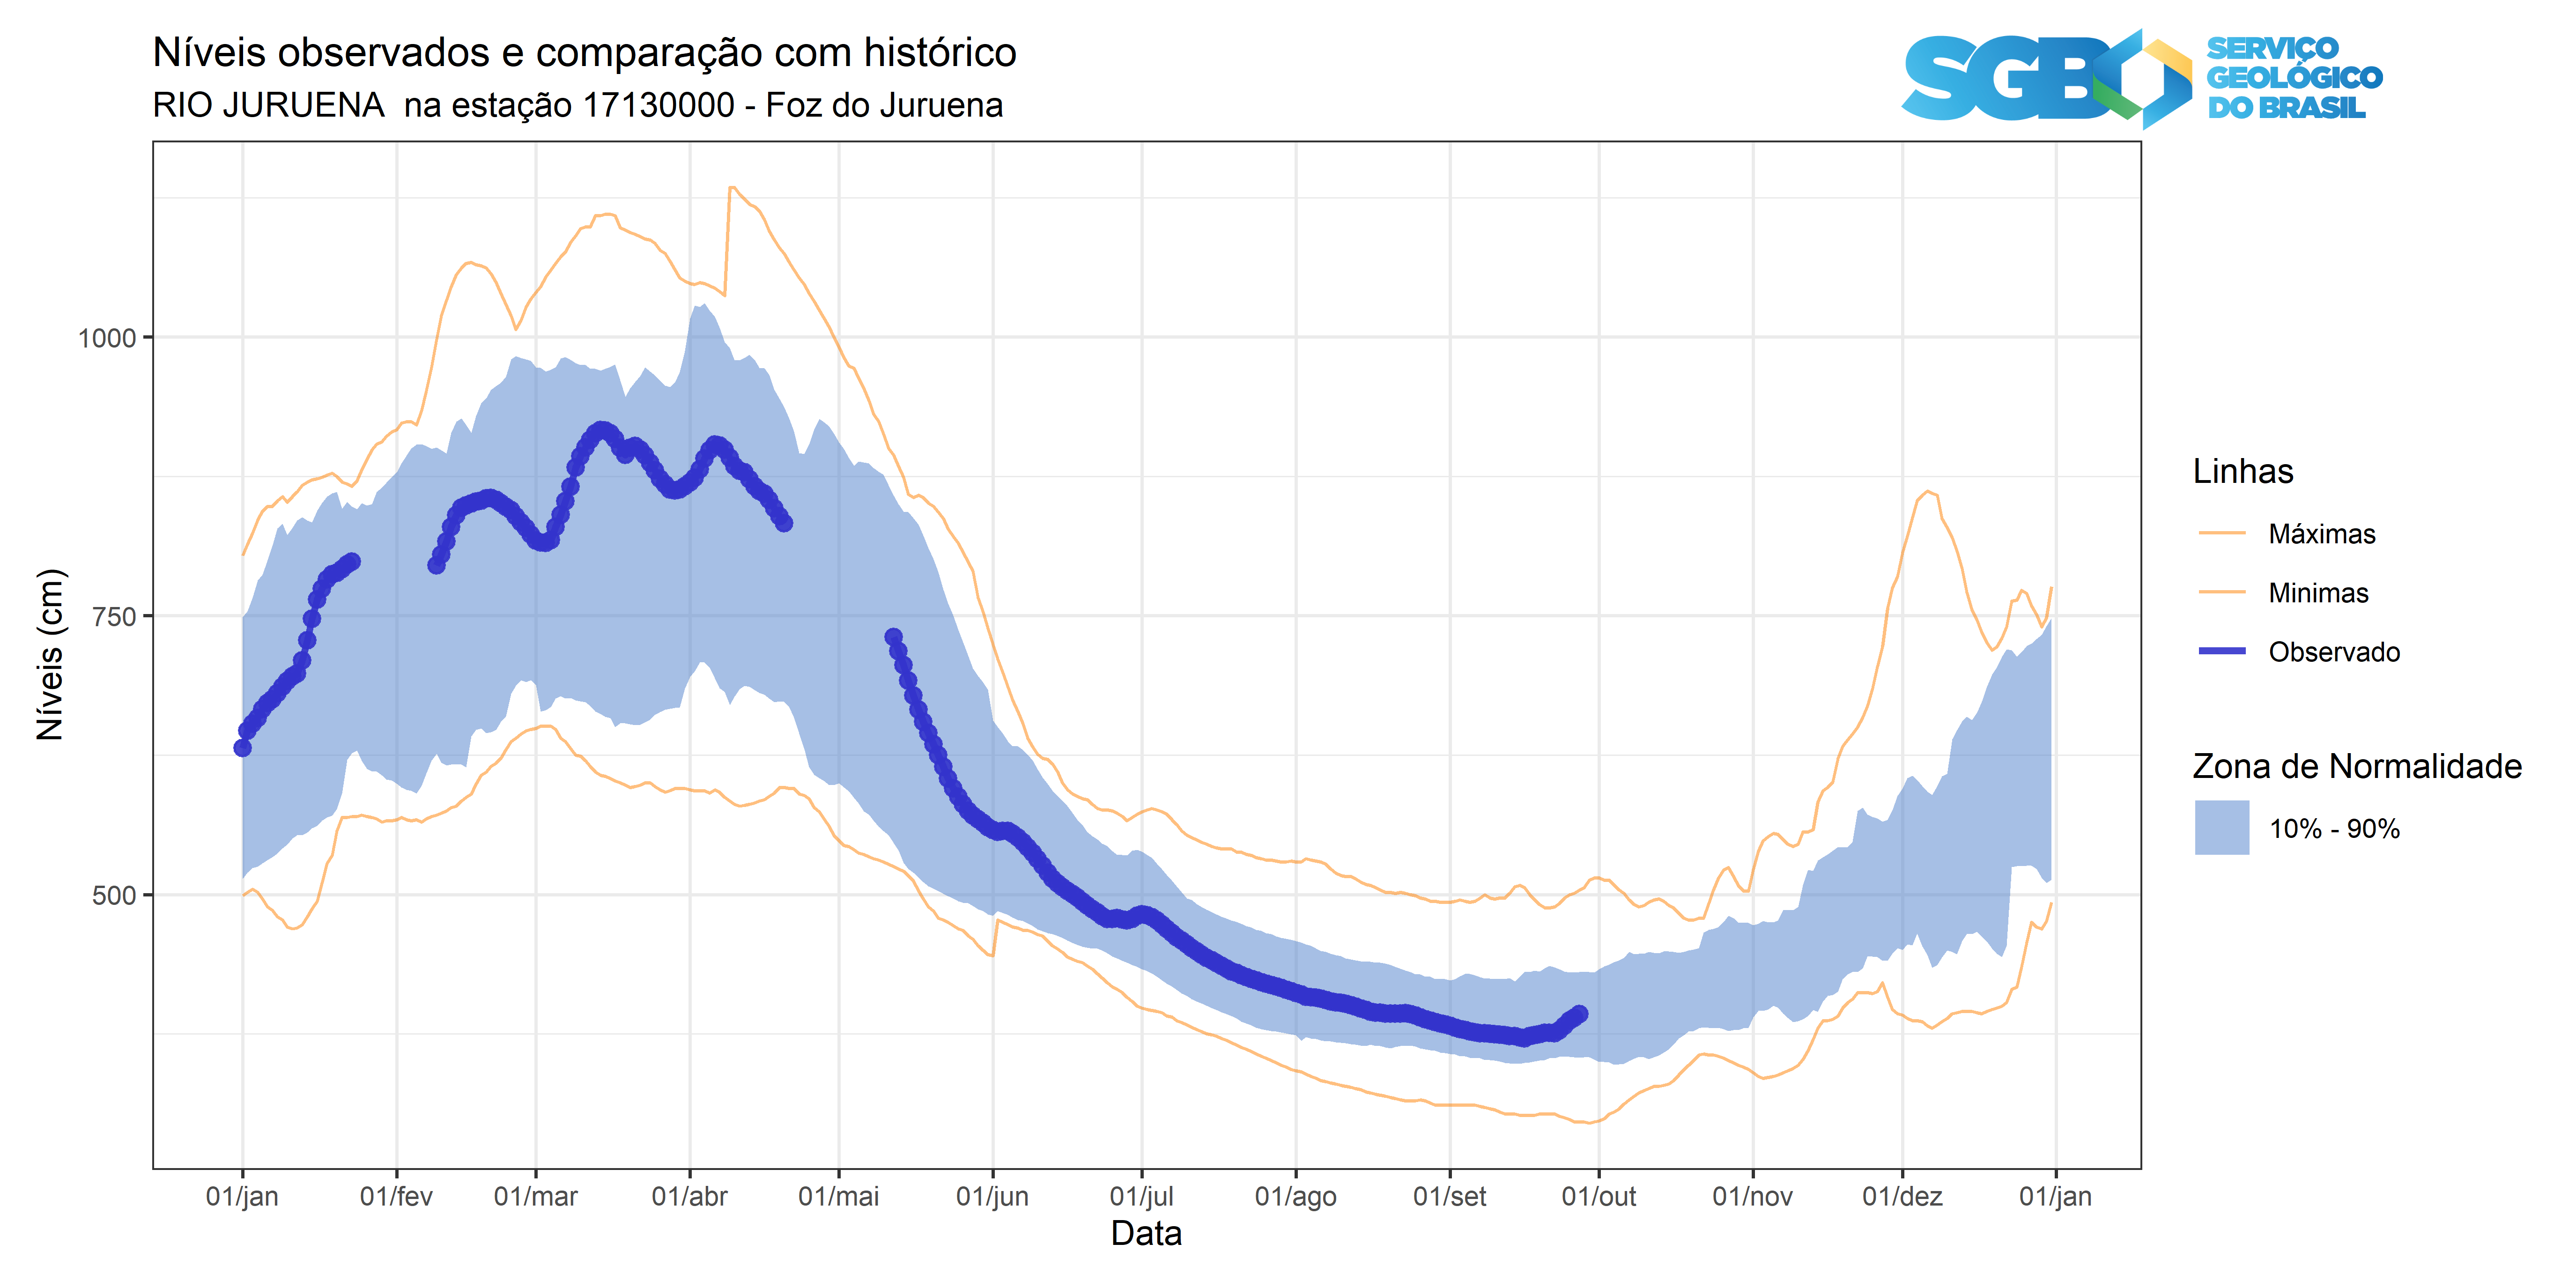 Níveis observados e comparação com histórico
RIO JURUENA  na estação 17130000 - Foz do Juruena
SGB
SERVIÇO
GEOLÓGICO
DO BRASIL
Níveis (cm)
1000
750
500
01/jan
01/fev
01/mar
01/abr
01/mai
01/jun
01/jul
01/ago
01/set
01/out
01/nov
01/dez
01/jan
Data
Linhas
Máximas
Minimas
Observado
Zona de Normalidade
10% - 90%